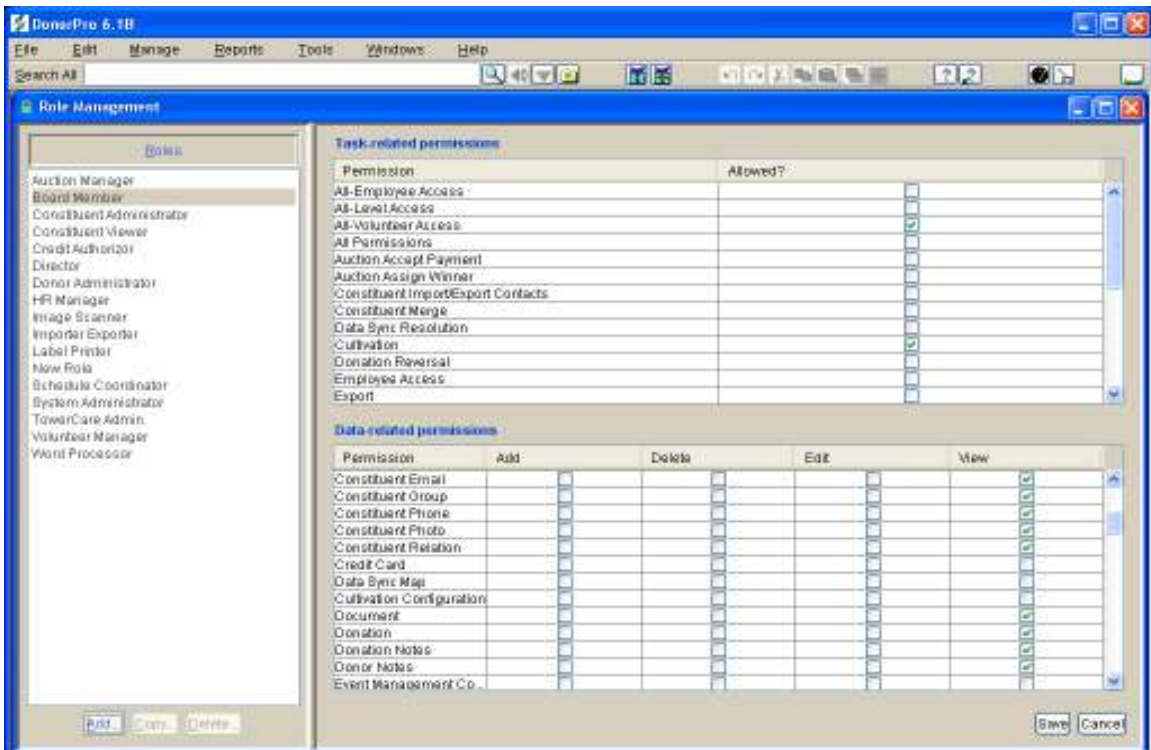 DonorPro 6.1B
File Edit Manage Reports Tools Windows Help
Search All
Role Management
Roles
Auction Manager
Board Member
Constituent Administrator
Constituent Viewer
Credit Authorizor
Director
Donor Administrator
HR Manager
Image Scanner
Importer Exporter
Label Printer
New Role
Schedule Coordinator
System Administrator
TowerCare Admin.
Volunteer Manager
Word Processor
Add... Copy... Delete...
Task-related permissions
Permission Allowed?
All-Employee Access
All-Level Access
All-Volunteer Access
All Permissions
Auction Accept Payment
Auction Assign Winner
Constituent Import/Export Contacts
Constituent Merge
Data Sync Resolution
Cultivation
Donation Reversal
Employee Access
Export
Data-related permissions
Permission Add Delete Edit View
Constituent Email
Constituent Group
Constituent Phone
Constituent Photo
Constituent Relation
Credit Card
Data Sync Map
Cultivation Configuration
Document
Donation
Donation Notes
Donor Notes
Event Management Co...
Save Cancel